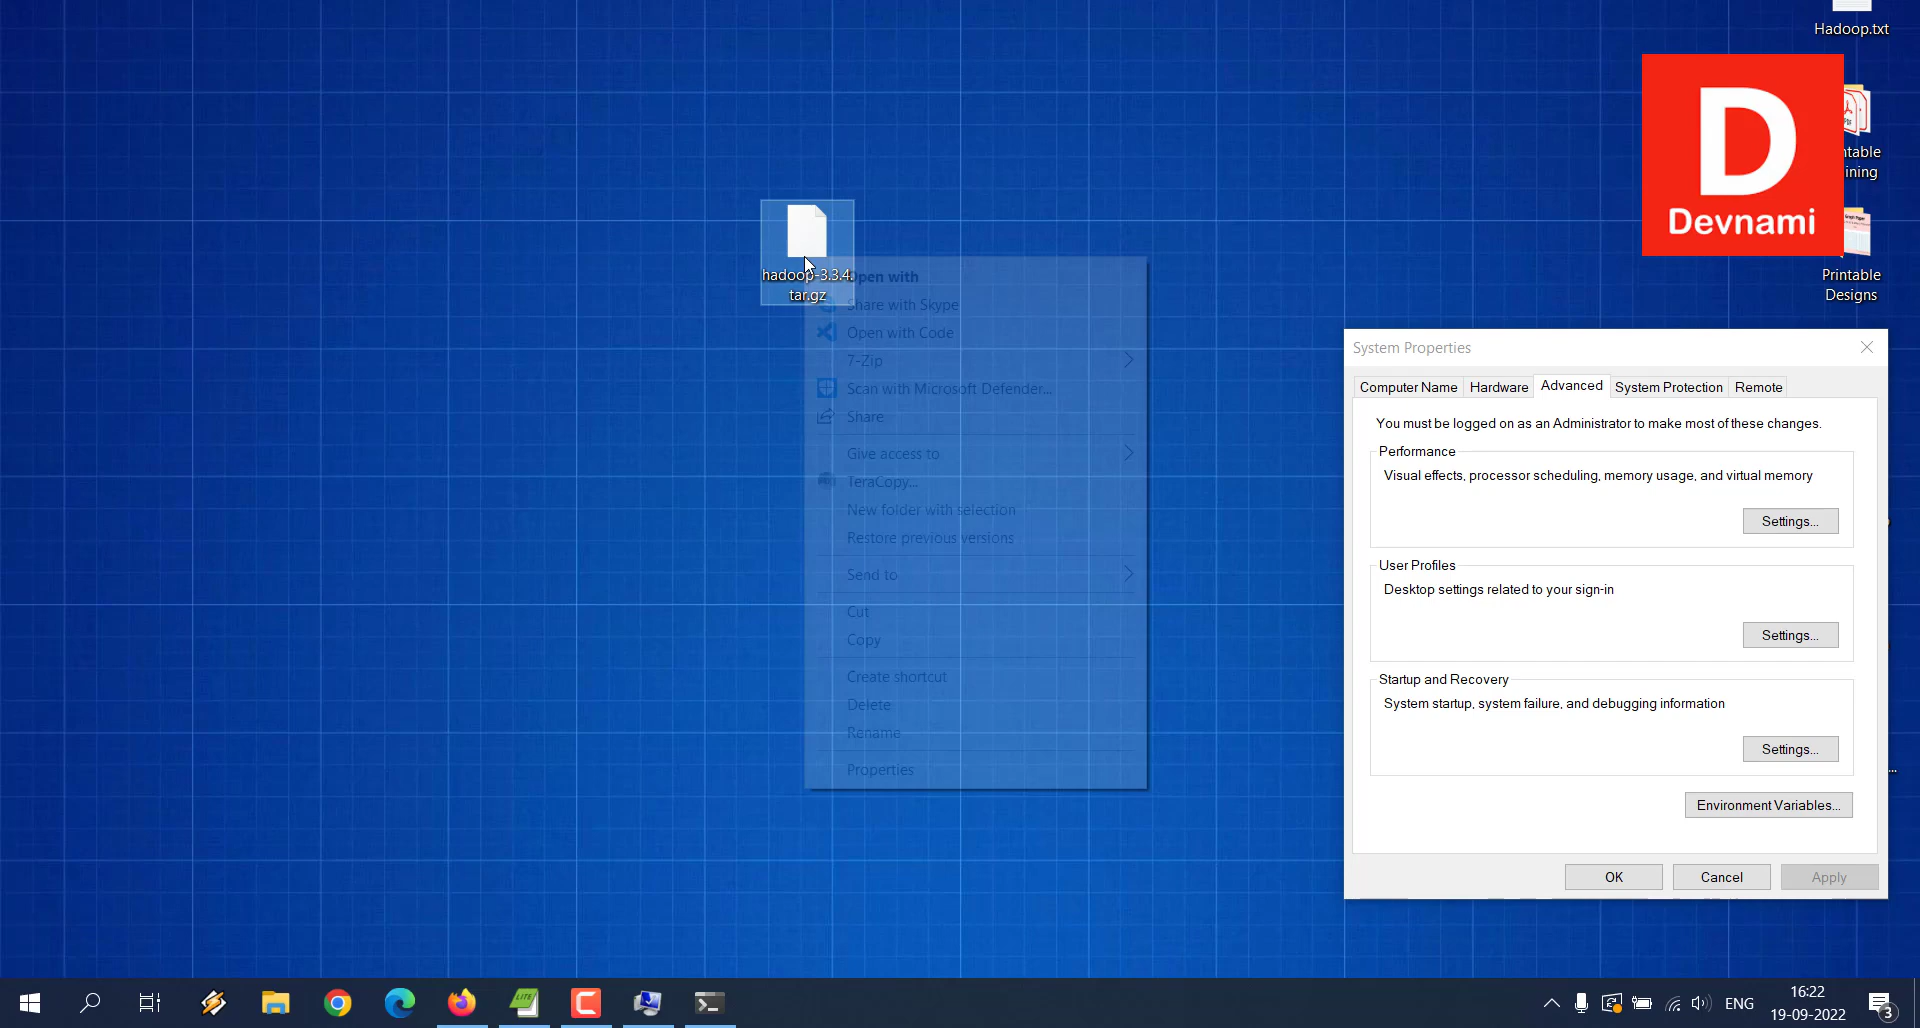 Hadoop.txt
D
Devnami
ntable
ining
Printable
Designs
hadoop-3.3.4.
tar.gz
Open with
Share with Skype
Open with Code
7-Zip
Scan with Microsoft Defender...
Share
Give access to
TeraCopy...
New folder with selection
Restore previous versions
Send to
Cut
Copy
Create shortcut
Delete
Rename
Properties
System Properties
Computer Name Hardware Advanced System Protection Remote
You must be logged on as an Administrator to make most of these changes.
Performance
Visual effects, processor scheduling, memory usage, and virtual memory
Settings...
User Profiles
Desktop settings related to your sign-in
Settings...
Startup and Recovery
System startup, system failure, and debugging information
Settings...
Environment Variables...
OK Cancel Apply
...
LITE
ENG
16:22
19-09-2022
3